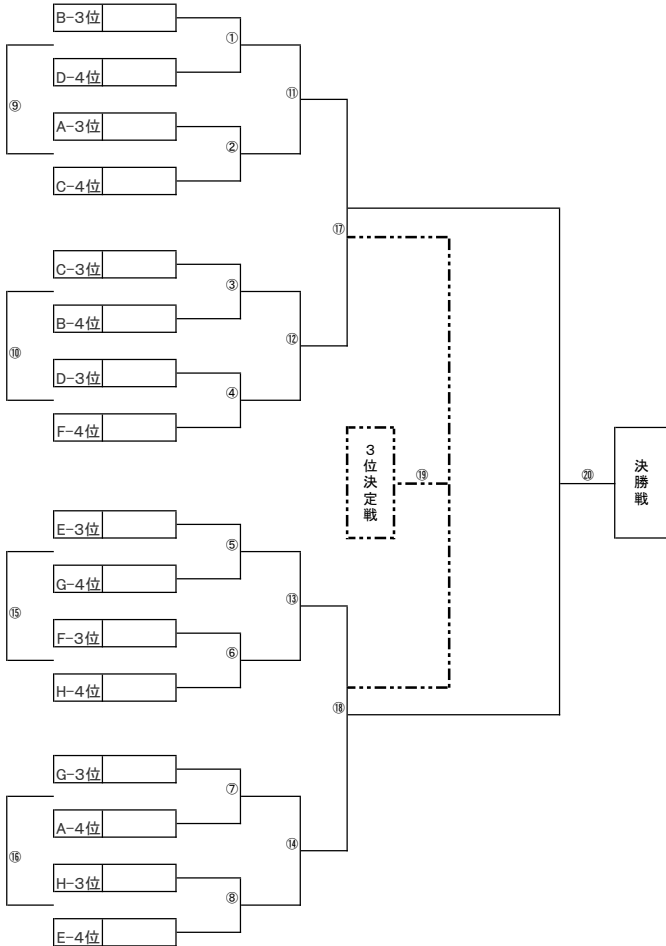 B-3位
①
D-4位
⑪
⑨
A-3位
②
C-4位
⑰
C-3位
③
B-4位
⑫
⑩
D-3位
④
F-4位
3位決定戦
⑲
⑳
決勝戦
E-3位
⑤
G-4位
⑬
⑮
F-3位
⑥
H-4位
⑱
G-3位
⑦
A-4位
⑭
⑯
H-3位
⑧
E-4位